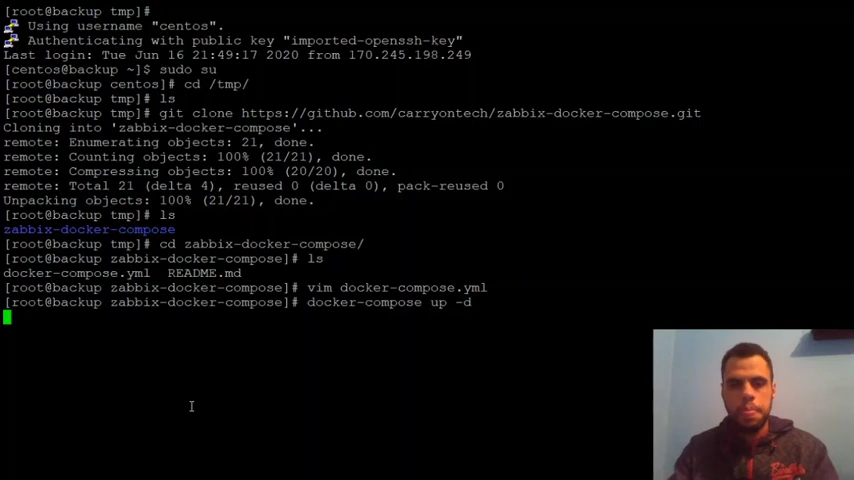 [root@backup tmp]#
Using username "centos".
Authenticating with public key "imported-openssh-key"
Last login: Tue Jun 16 21:49:17 2020 from 170.245.198.249
[centos@backup ~]$ sudo su
[root@backup centos]# cd /tmp/
[root@backup tmp]# ls
[root@backup tmp]# git clone https://github.com/carryontech/zabbix-docker-compose.git
Cloning into 'zabbix-docker-compose'...
remote: Enumerating objects: 21, done.
remote: Counting objects: 100% (21/21), done.
remote: Compressing objects: 100% (20/20), done.
remote: Total 21 (delta 4), reused 0 (delta 0), pack-reused 0
Unpacking objects: 100% (21/21), done.
[root@backup tmp]# ls
zabbix-docker-compose
[root@backup tmp]# cd zabbix-docker-compose/
[root@backup zabbix-docker-compose]# ls
docker-compose.yml  README.md
[root@backup zabbix-docker-compose]# vim docker-compose.yml
[root@backup zabbix-docker-compose]# docker-compose up -d